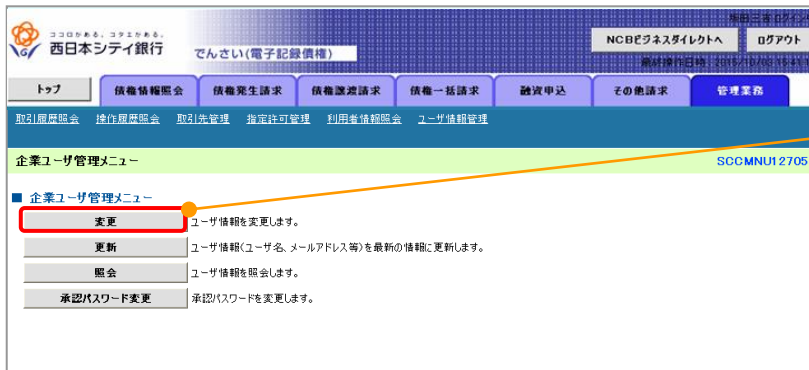 ココロがある。コタエがある。
西日本シティ銀行
でんさい(電子記録債権)
NCBビジネスダイレクトへ
ログアウト
トップ
債権情報照会
債権発生請求
債権譲渡請求
債権一括請求
融資申込
その他請求
管理業務
取引履歴照会 操作履歴照会 取引先管理 指定許可管理 利用者情報照会 ユーザ情報管理
企業ユーザ管理メニュー
SCCMNU12705
■ 企業ユーザ管理メニュー
変更 ユーザ情報を変更します。
更新 ユーザ情報(ユーザ名、メールアドレス等)を最新の情報に更新します。
照会 ユーザ情報を照会します。
承認パスワード変更 承認パスワードを変更します。